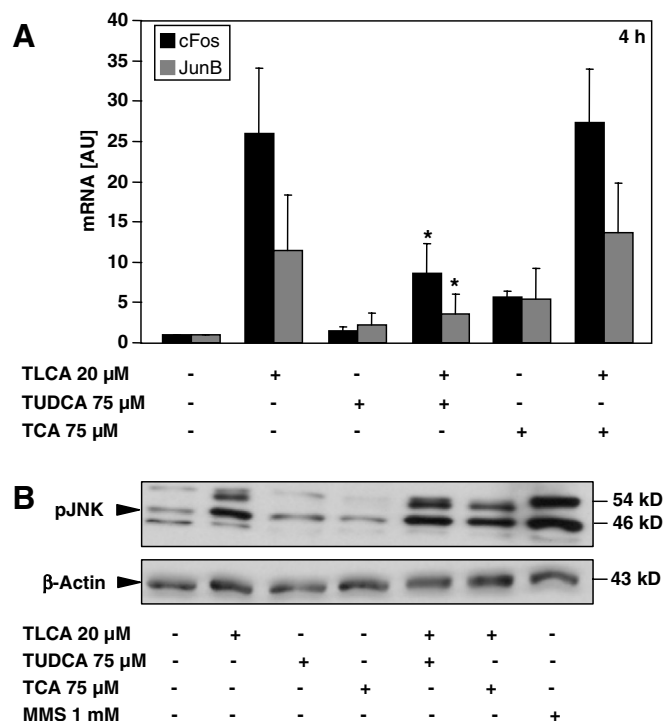 A
cFos
JunB
4 h
mRNA [AU]
40
35
30
25
20
15
10
5
0
* *
TLCA 20 µM - + - + - +
TUDCA 75 µM - - + + - -
TCA 75 µM - - - - + +
B
pJNK
54 kD
46 kD
β-Actin
43 kD
TLCA 20 µM - + - - + + -
TUDCA 75 µM - - + - + - -
TCA 75 µM - - - + - + -
MMS 1 mM - - - - - - +